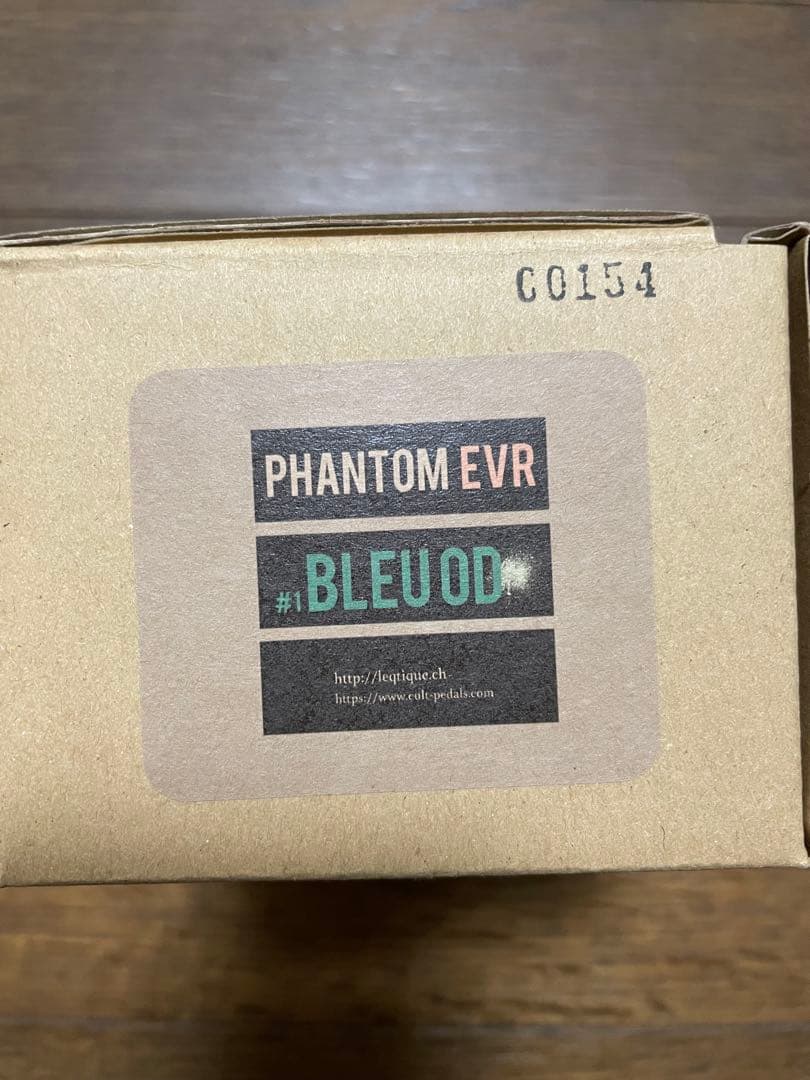 C0154
PHANTOM EVR
#1 BLEU OD
http://leqtique.ch
https://www.cult-pedals.com